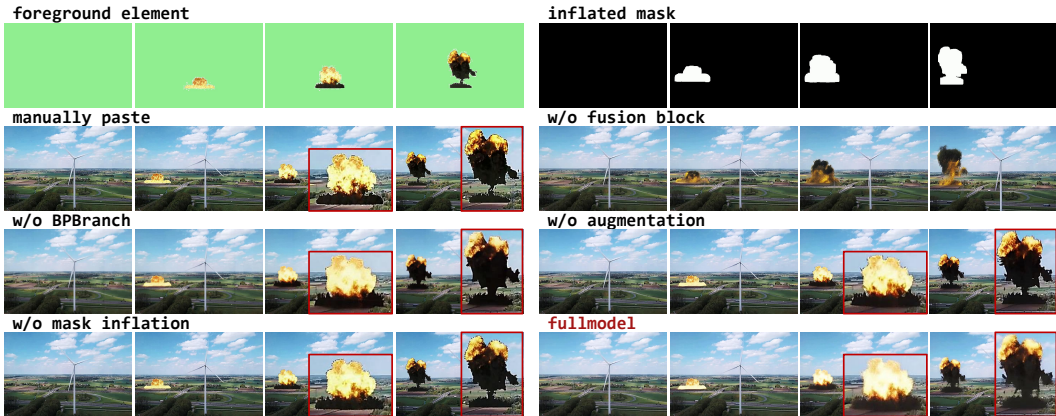 foreground element
inflated mask
manually paste
w/o fusion block
w/o BPBranch
w/o augmentation
w/o mask inflation
fullmodel